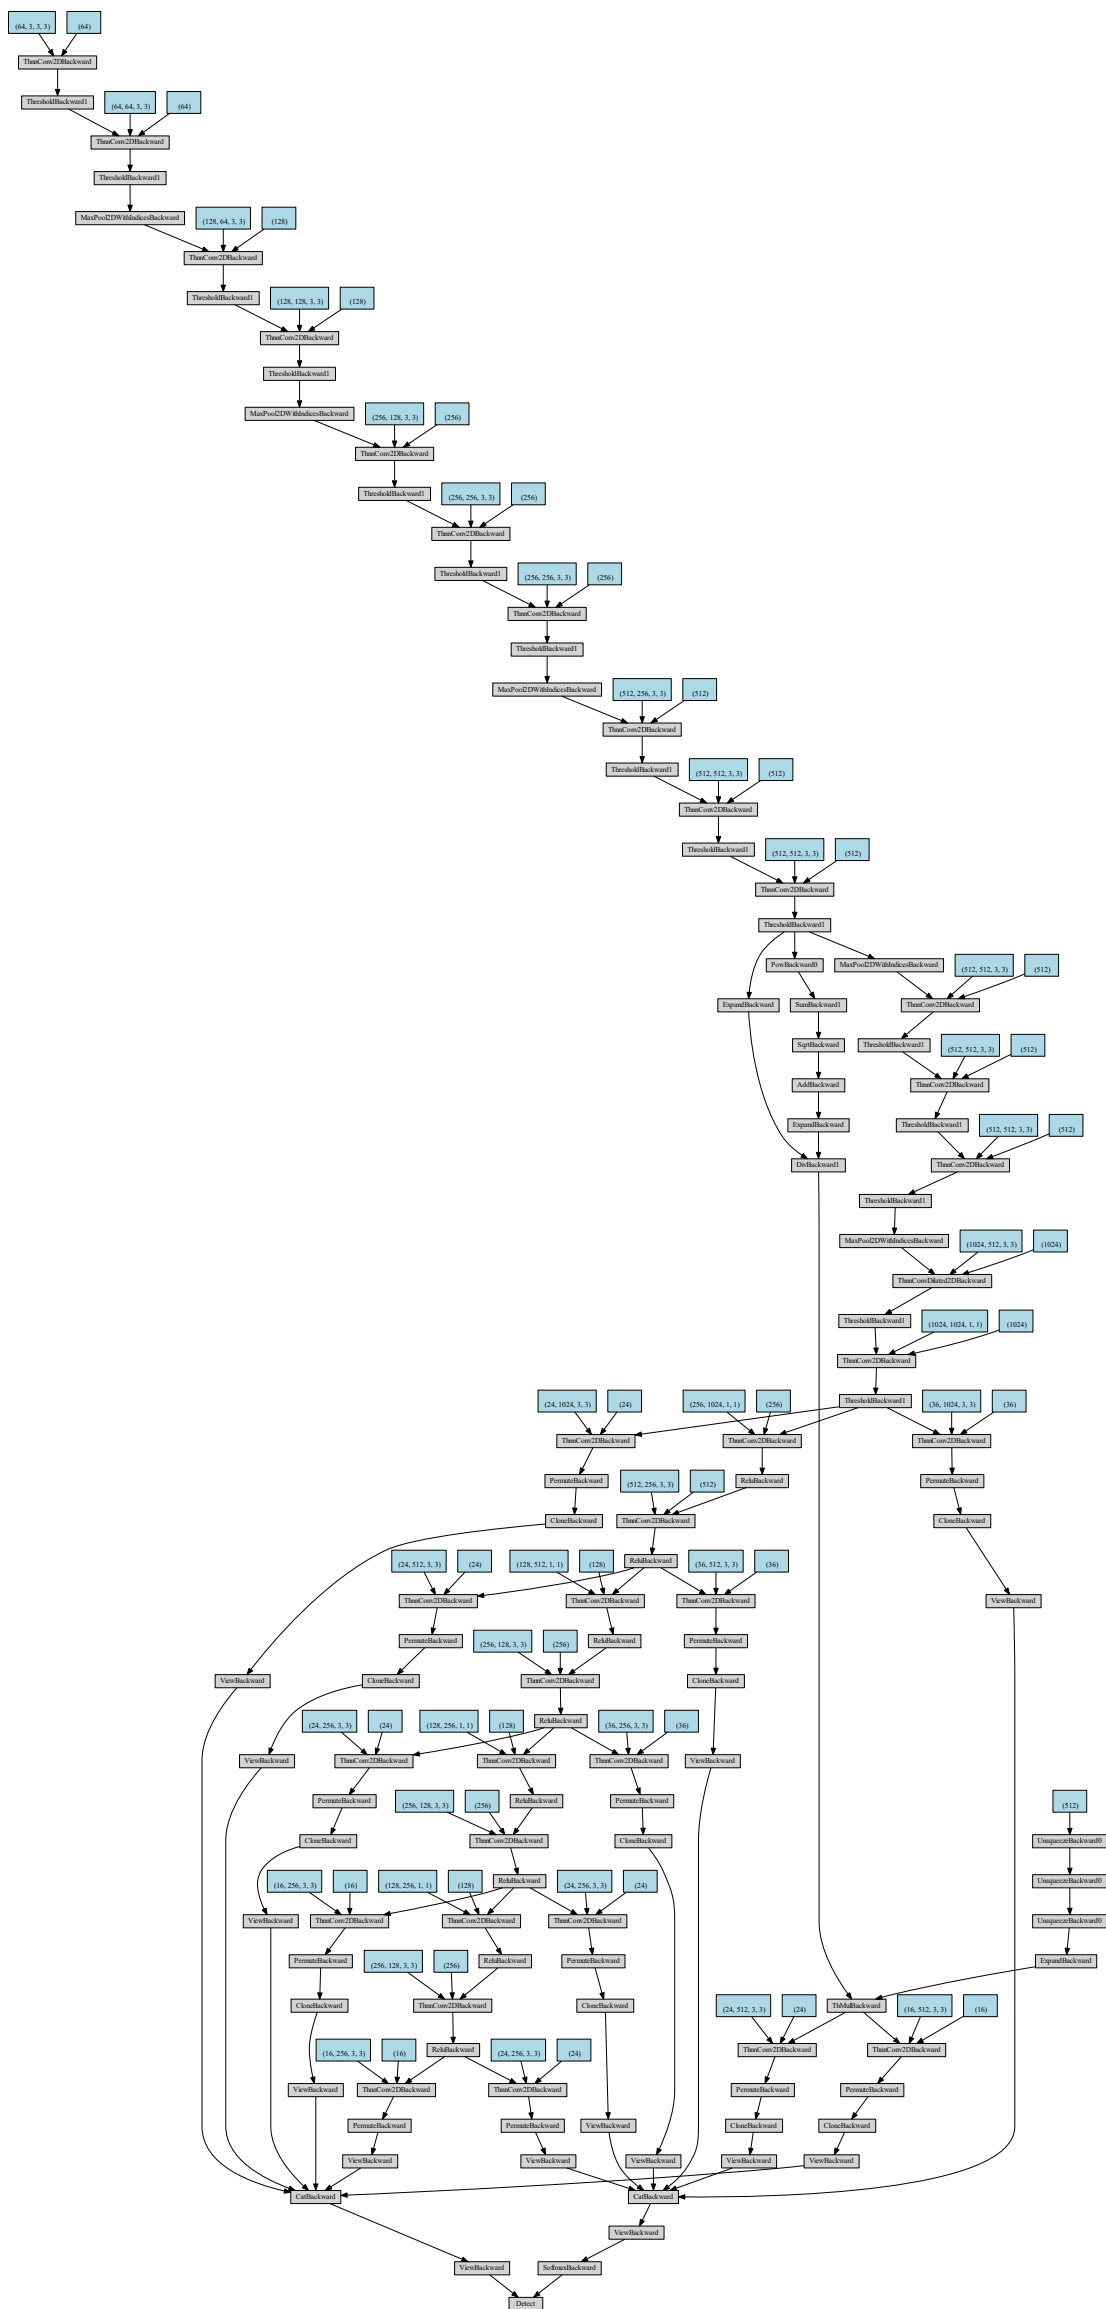 (64, 3, 3, 3) (64)
ThnnConv2DBackward
ThresholdBackward1 (64, 64, 3, 3) (64)
ThnnConv2DBackward
ThresholdBackward1
MaxPool2DWithIndicesBackward (128, 64, 3, 3) (128)
ThnnConv2DBackward
ThresholdBackward1 (128, 128, 3, 3) (128)
ThnnConv2DBackward
ThresholdBackward1
MaxPool2DWithIndicesBackward (256, 128, 3, 3) (256)
ThnnConv2DBackward
ThresholdBackward1 (256, 256, 3, 3) (256)
ThnnConv2DBackward
ThresholdBackward1 (256, 256, 3, 3) (256)
ThnnConv2DBackward
ThresholdBackward1
MaxPool2DWithIndicesBackward (512, 256, 3, 3) (512)
ThnnConv2DBackward
ThresholdBackward1 (512, 512, 3, 3) (512)
ThnnConv2DBackward
ThresholdBackward1 (512, 512, 3, 3) (512)
ThnnConv2DBackward
ThresholdBackward1
PowBackward0 MaxPool2DWithIndicesBackward (512, 512, 3, 3) (512)
ExpandBackward SumBackward1 ThnnConv2DBackward
SqrtBackward ThresholdBackward1 (512, 512, 3, 3) (512)
AddBackward ThnnConv2DBackward
ExpandBackward ThresholdBackward1 (512, 512, 3, 3) (512)
DivBackward1 ThnnConv2DBackward
ThresholdBackward1
MaxPool2DWithIndicesBackward (1024, 512, 3, 3) (1024)
ThnnConvDilated2DBackward
ThresholdBackward1 (1024, 1024, 1, 1) (1024)
ThnnConv2DBackward
(24, 1024, 3, 3) (24) (256, 1024, 1, 1) (256) ThresholdBackward1 (36, 1024, 3, 3) (36)
ThnnConv2DBackward ThnnConv2DBackward ThnnConv2DBackward
PermuteBackward (512, 256, 3, 3) (512) ReluBackward PermuteBackward
CloneBackward ThnnConv2DBackward CloneBackward
(24, 512, 3, 3) (24) (128, 512, 1, 1) (128) ReluBackward (36, 512, 3, 3) (36)
ThnnConv2DBackward ThnnConv2DBackward ThnnConv2DBackward ViewBackward
PermuteBackward (256, 128, 3, 3) (256) ReluBackward PermuteBackward
ViewBackward CloneBackward ThnnConv2DBackward CloneBackward
(24, 256, 3, 3) (24) (128, 256, 1, 1) (128) ReluBackward (36, 256, 3, 3) (36)
ViewBackward ThnnConv2DBackward ThnnConv2DBackward ThnnConv2DBackward ViewBackward
PermuteBackward (256, 128, 3, 3) (256) ReluBackward PermuteBackward (512)
CloneBackward ThnnConv2DBackward CloneBackward UnsqueezeBackward0
(16, 256, 3, 3) (16) (128, 256, 1, 1) (128) ReluBackward (24, 256, 3, 3) (24) UnsqueezeBackward0
ViewBackward ThnnConv2DBackward ThnnConv2DBackward ThnnConv2DBackward UnsqueezeBackward0
PermuteBackward (256, 128, 3, 3) (256) ReluBackward PermuteBackward ExpandBackward
CloneBackward ThnnConv2DBackward CloneBackward (24, 512, 3, 3) (24) ThMulBackward (16, 512, 3, 3) (16)
(16, 256, 3, 3) (16) ReluBackward (24, 256, 3, 3) (24) ThnnConv2DBackward ThnnConv2DBackward
ViewBackward ThnnConv2DBackward ThnnConv2DBackward PermuteBackward PermuteBackward
PermuteBackward PermuteBackward ViewBackward CloneBackward CloneBackward
ViewBackward ViewBackward ViewBackward ViewBackward ViewBackward
CatBackward CatBackward
ViewBackward
ViewBackward SoftmaxBackward
Detect